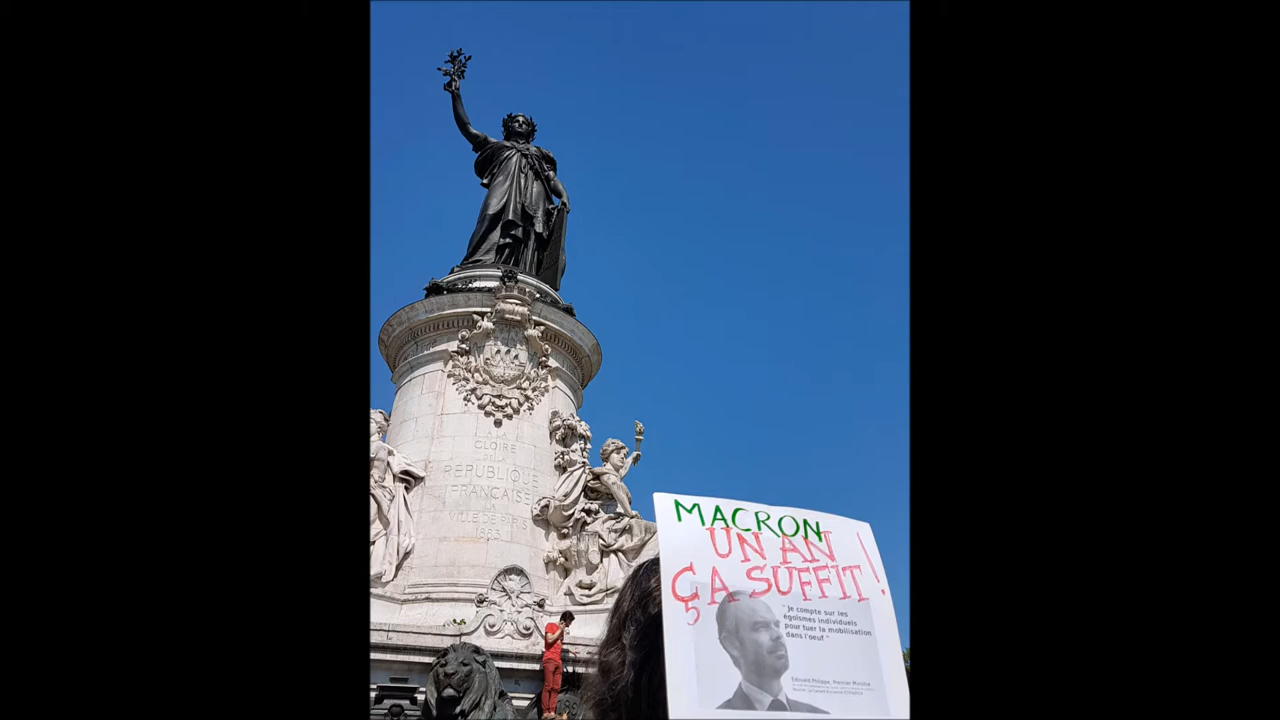 A LA
GLOIRE
DE LA
REPUBLIQUE
FRANÇAISE
LA
VILLE DE PARIS
1883
MACRON
UN AN
ÇA SUFFIT !
"Je compte sur les
égoïsmes individuels
pour tuer la mobilisation
dans l'oeuf "
Edouard Philippe, Premier Ministre